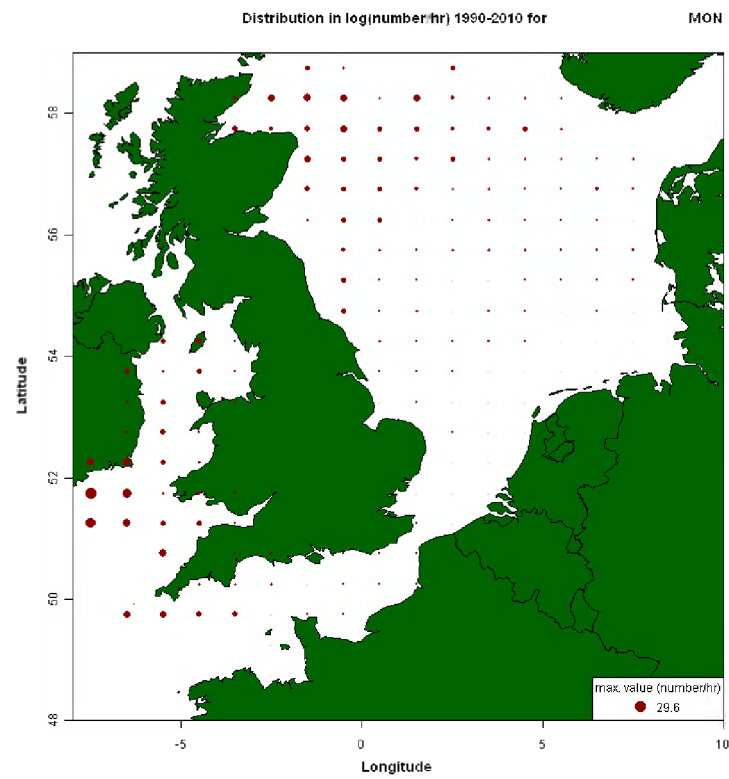 Distribution in log(number/hr) 1990-2010 for MON
58
56
54
52
50
48
Latitude
max. value (number/hr)
29.6
-5 0 5 10
Longitude